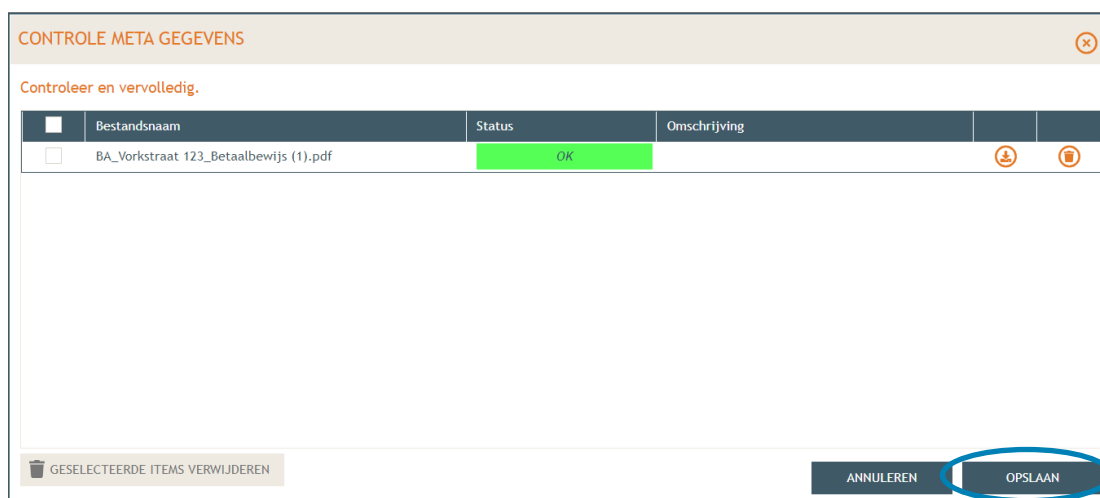 CONTROLE META GEGEVENS
Controleer en vervolledig.
Bestandsnaam Status Omschrijving
BA_Vorkstraat 123_Betaalbewijs (1).pdf OK
GESELECTEERDE ITEMS VERWIJDEREN
ANNULEREN OPSLAAN